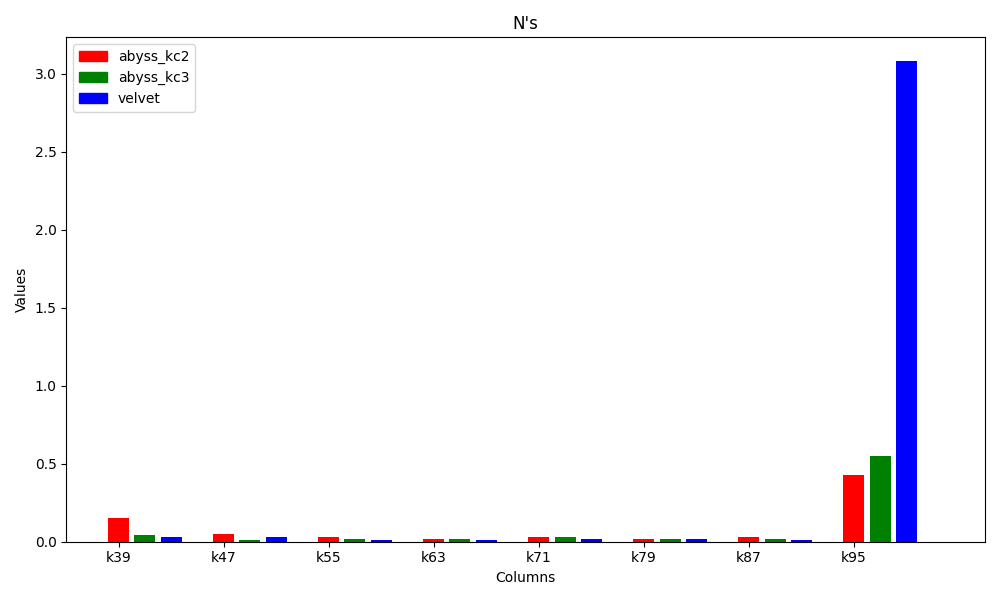 N's
abyss_kc2
abyss_kc3
velvet
3.0
2.5
2.0
1.5
1.0
0.5
0.0
Values
k39 k47 k55 k63 k71 k79 k87 k95
Columns